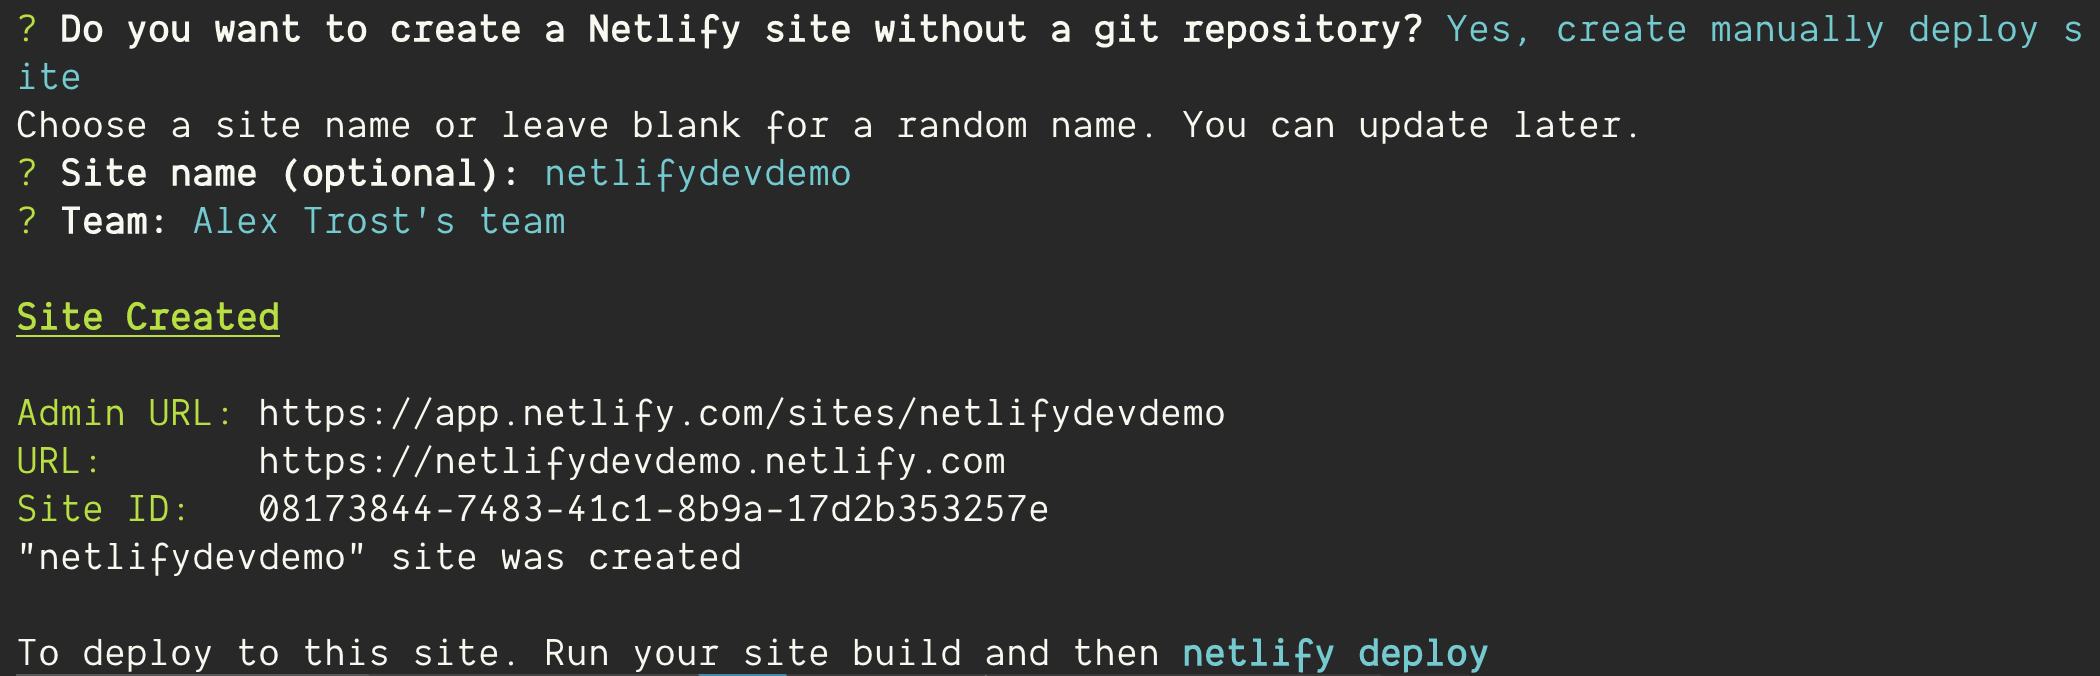 ? Do you want to create a Netlify site without a git repository? Yes, create manually deploy s
ite
Choose a site name or leave blank for a random name. You can update later.
? Site name (optional): netlifydevdemo
? Team: Alex Trost's team
Site Created
Admin URL: https://app.netlify.com/sites/netlifydevdemo
URL:       https://netlifydevdemo.netlify.com
Site ID:   08173844-7483-41c1-8b9a-17d2b353257e
"netlifydevdemo" site was created
To deploy to this site. Run your site build and then netlify deploy